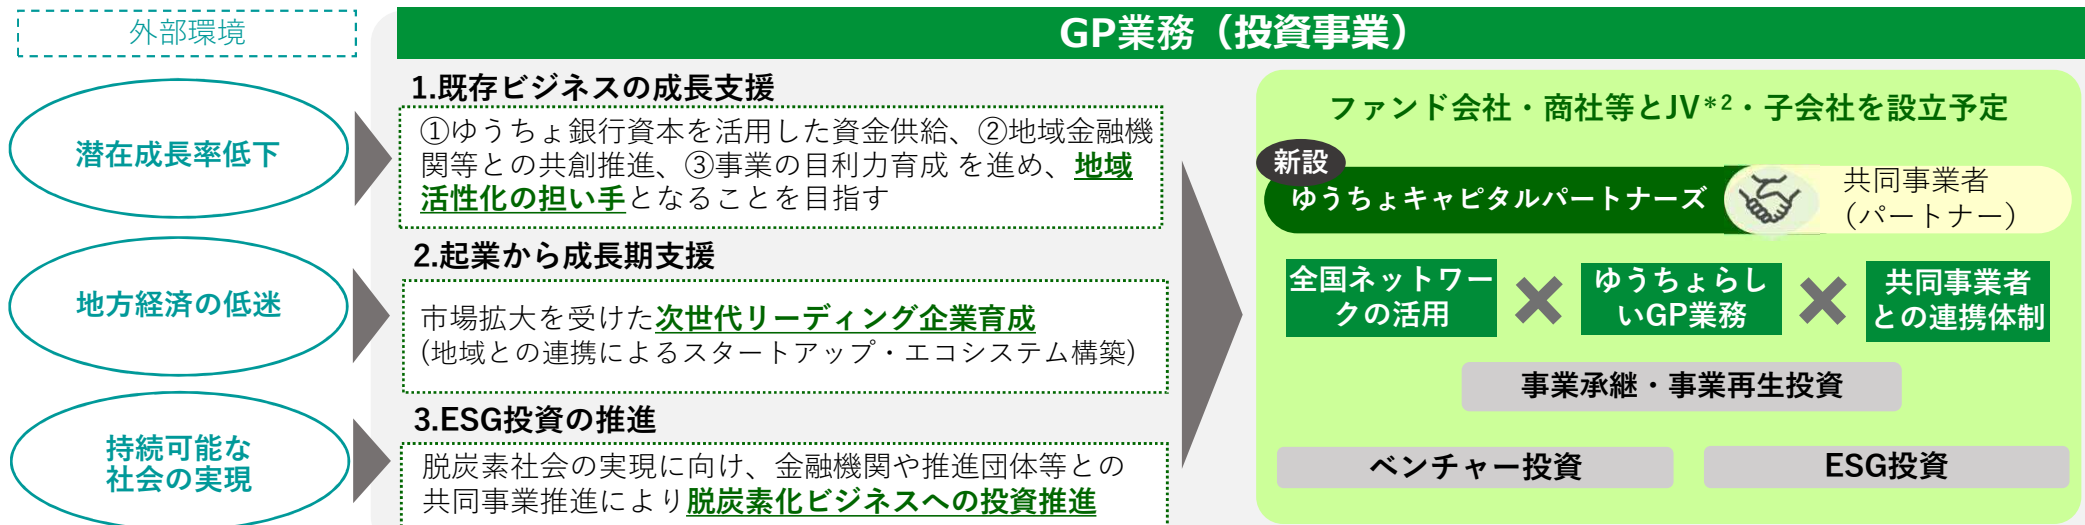 外部環境
潜在成長率低下
地方経済の低迷
持続可能な
社会の実現
GP業務（投資事業）
1.既存ビジネスの成長支援
①ゆうちょ銀行資本を活用した資金供給、②地域金融機
関等との共創推進、③事業の目利力育成 を進め、地域
活性化の担い手となることを目指す
2.起業から成長期支援
市場拡大を受けた次世代リーディング企業育成
(地域との連携によるスタートアップ・エコシステム構築)
3.ESG投資の推進
脱炭素社会の実現に向け、金融機関や推進団体等との
共同事業推進により脱炭素化ビジネスへの投資推進
ファンド会社・商社等とJV*2・子会社を設立予定
新設
ゆうちょキャピタルパートナーズ
共同事業者
（パートナー）
全国ネットワー
クの活用
ゆうちょらし
いGP業務
共同事業者
との連携体制
事業承継・事業再生投資
ベンチャー投資
ESG投資